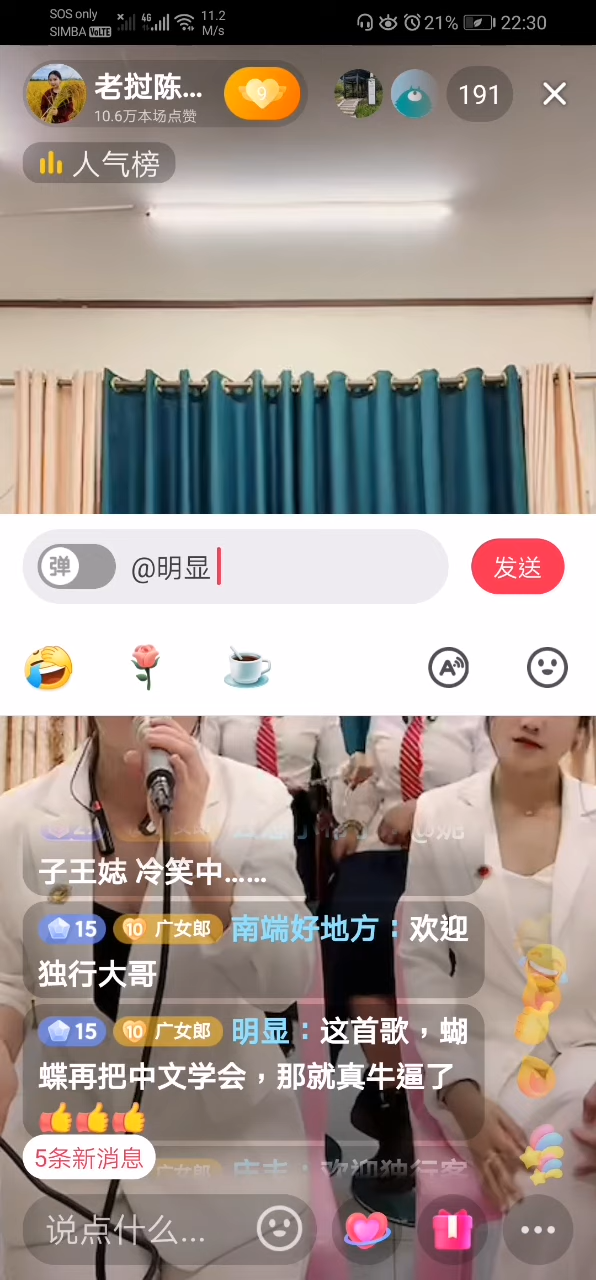 SOS only
SIMBA VoLTE
4G
11.2 M/s
21%
22:30
老挝陈...
10.6万本场点赞
9
191
人气榜
弹
@明显
发送
子王娡 冷笑中……
15 10 广女郎 南端好地方：欢迎
独行大哥
15 10 广女郎 明显：这首歌，蝴
蝶再把中文学会，那就真牛逼了
5条新消息
说点什么...